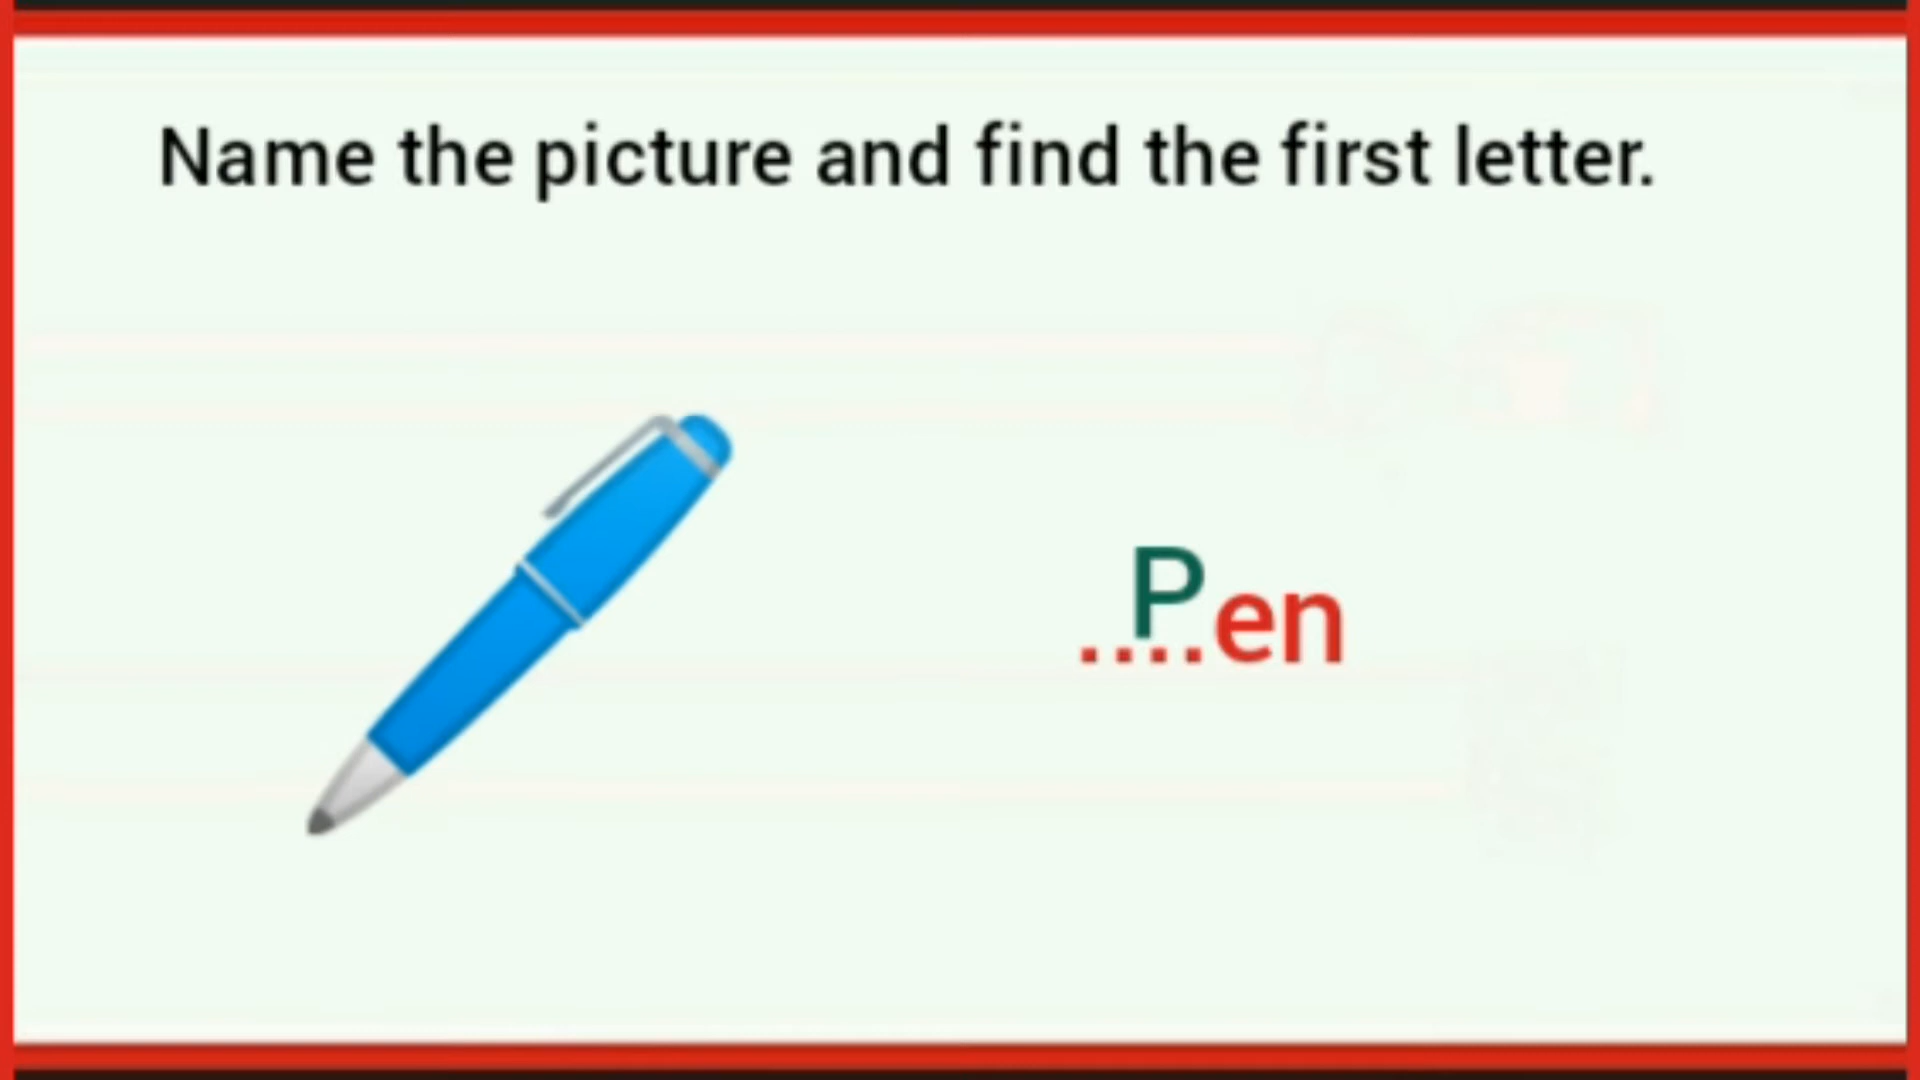 Name the picture and find the first letter.
....Pen